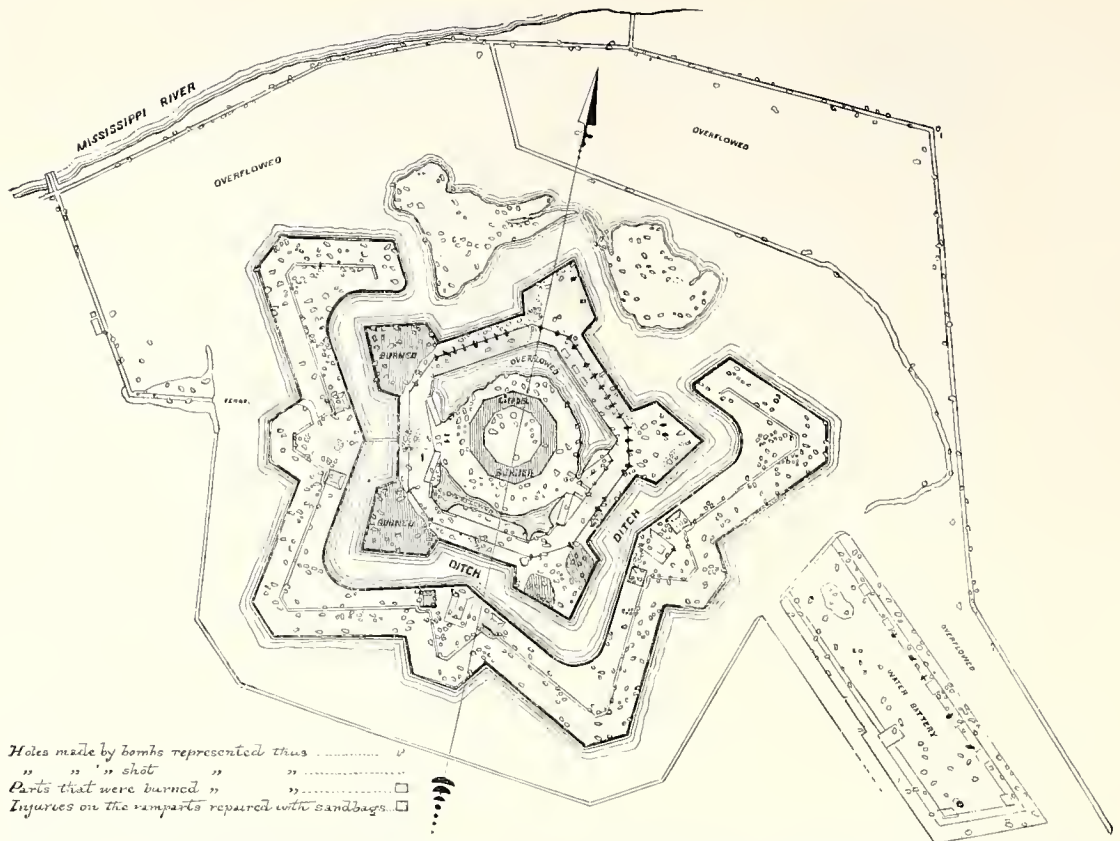 MISSISSIPPI RIVER
OVERFLOWED
OVERFLOWED
BURNED
OVERFLOWED
CITADEL
BURNED
BURNED
DITCH
DITCH
WATER BATTERY
OVERFLOWED
Holes made by bombs represented thus
„ „ „ shot „ „
Parts that were burned „ „
Injuries on the ramparts repaired with sandbags